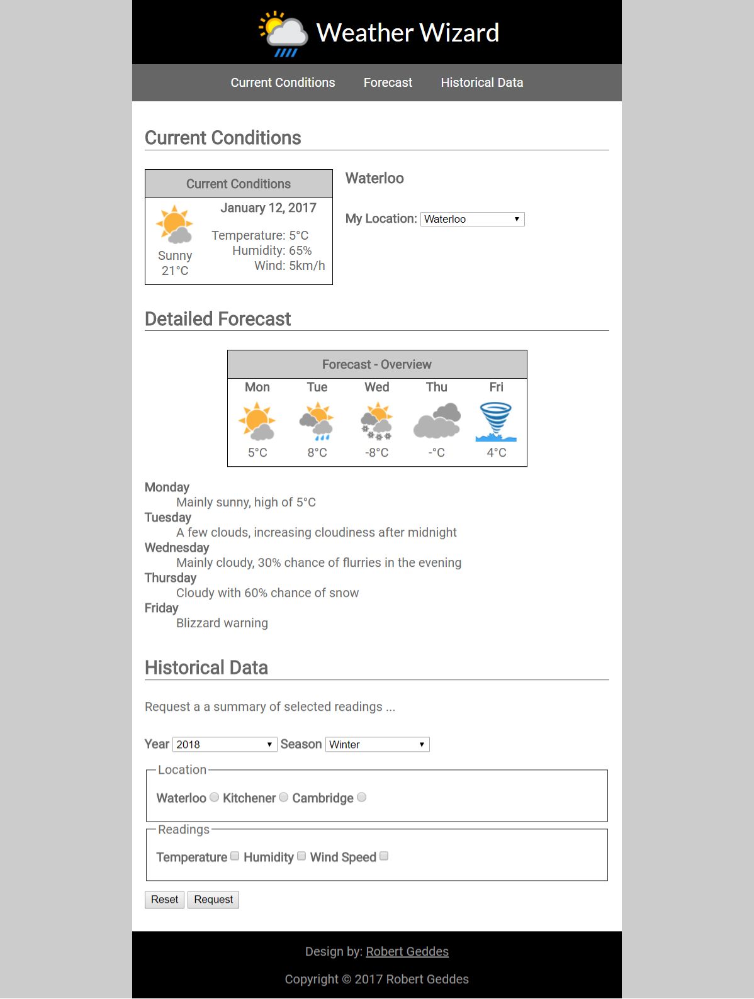 Weather Wizard
Current Conditions Forecast Historical Data
Current Conditions
Current Conditions
January 12, 2017
Temperature: 5°C
Humidity: 65%
Wind: 5km/h
Sunny
21°C
Waterloo
My Location: Waterloo
Detailed Forecast
Forecast - Overview
Mon Tue Wed Thu Fri
5°C 8°C -8°C -°C 4°C
Monday
Mainly sunny, high of 5°C
Tuesday
A few clouds, increasing cloudiness after midnight
Wednesday
Mainly cloudy, 30% chance of flurries in the evening
Thursday
Cloudy with 60% chance of snow
Friday
Blizzard warning
Historical Data
Request a a summary of selected readings ...
Year 2018 Season Winter
Location
Waterloo Kitchener Cambridge
Readings
Temperature Humidity Wind Speed
Reset Request
Design by: Robert Geddes
Copyright © 2017 Robert Geddes